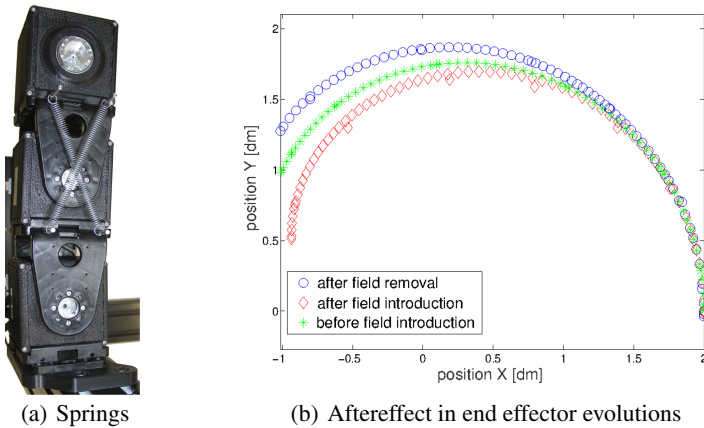 2
1.5
1
0.5
0
position Y [dm]
after field removal
after field introduction
before field introduction
−1 −0.5 0 0.5 1 1.5 2
position X [dm]
(a) Springs
(b) Aftereffect in end effector evolutions